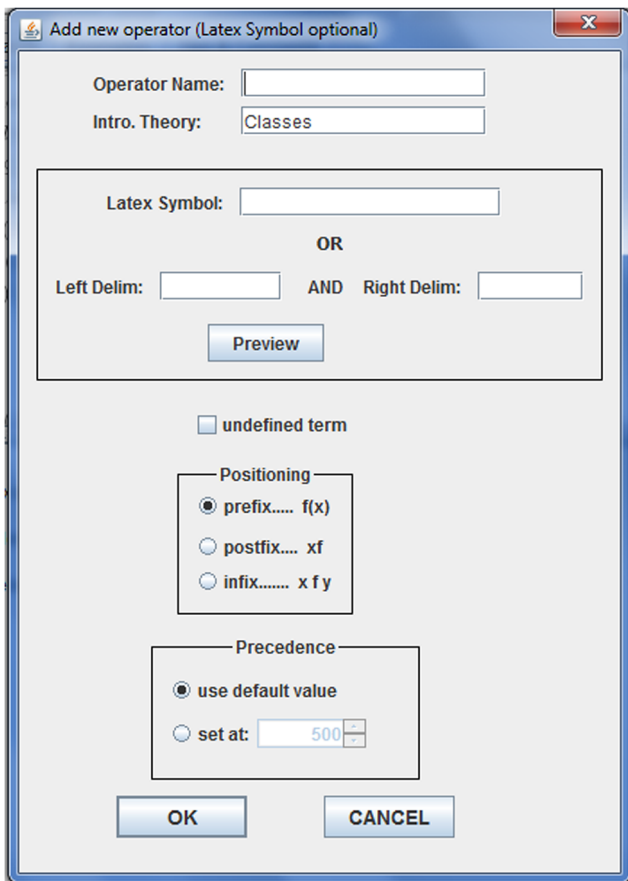 Add new operator (Latex Symbol optional)
Operator Name:
Intro. Theory: Classes
Latex Symbol:
OR
Left Delim: AND Right Delim:
Preview
undefined term
Positioning
prefix..... f(x)
postfix.... xf
infix....... x f y
Precedence
use default value
set at: 500
OK CANCEL